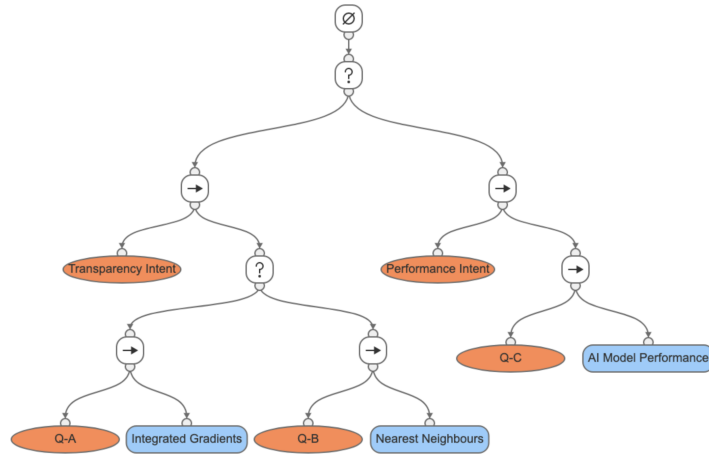 ∅
?
→
→
Transparency Intent
?
Performance Intent
→
→
→
Q-C
AI Model Performance
Q-A
Integrated Gradients
Q-B
Nearest Neighbours